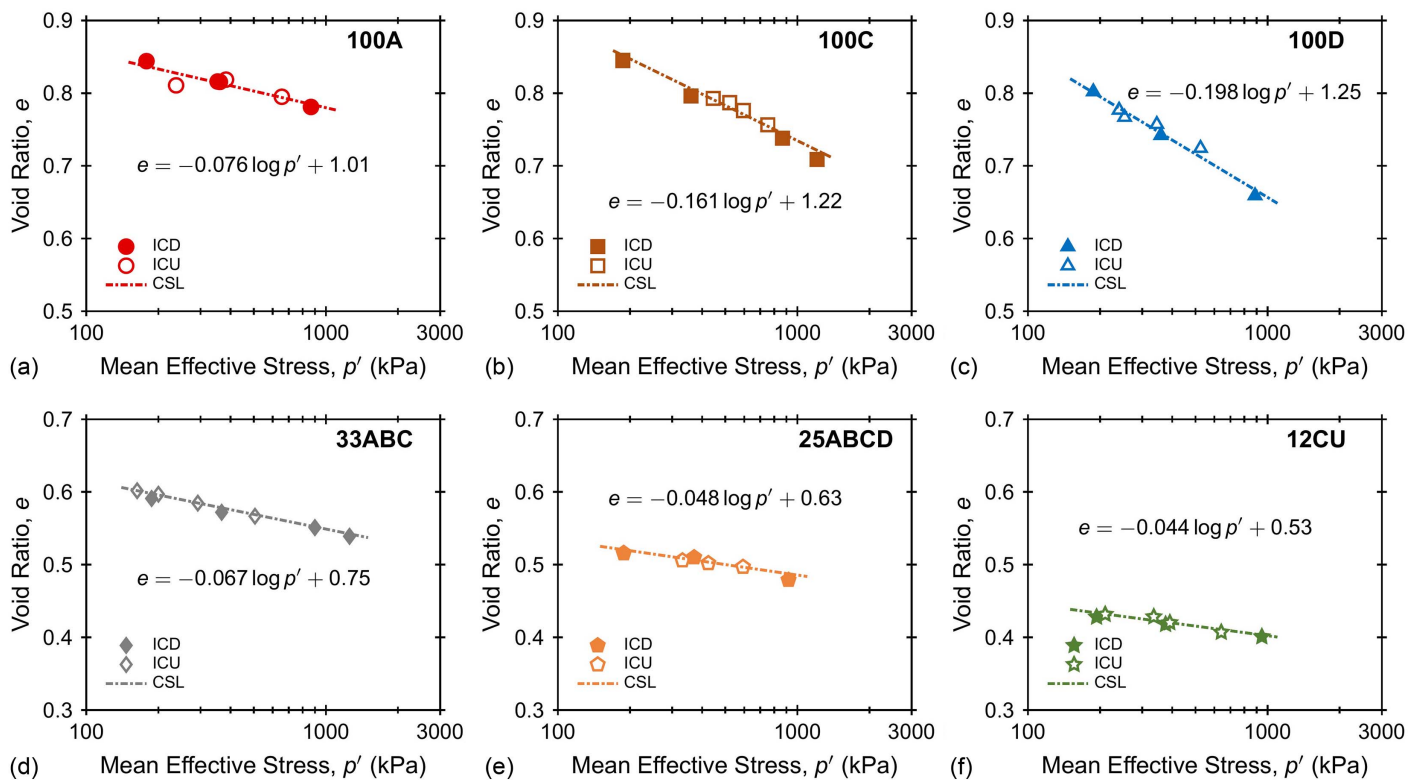 100A
0.9
0.8
0.7
0.6
0.5
Void Ratio, e
e = −0.076 log p′ + 1.01
ICD
ICU
CSL
100 1000 3000
(a) Mean Effective Stress, p′ (kPa)
100C
0.9
0.8
0.7
0.6
0.5
Void Ratio, e
e = −0.161 log p′ + 1.22
ICD
ICU
CSL
100 1000 3000
(b) Mean Effective Stress, p′ (kPa)
100D
0.9
0.8
0.7
0.6
0.5
Void Ratio, e
e = −0.198 log p′ + 1.25
ICD
ICU
CSL
100 1000 3000
(c) Mean Effective Stress, p′ (kPa)
33ABC
0.7
0.6
0.5
0.4
0.3
Void Ratio, e
e = −0.067 log p′ + 0.75
ICD
ICU
CSL
100 1000 3000
(d) Mean Effective Stress, p′ (kPa)
25ABCD
0.7
0.6
0.5
0.4
0.3
Void Ratio, e
e = −0.048 log p′ + 0.63
ICD
ICU
CSL
100 1000 3000
(e) Mean Effective Stress, p′ (kPa)
12CU
0.7
0.6
0.5
0.4
0.3
Void Ratio, e
e = −0.044 log p′ + 0.53
ICD
ICU
CSL
100 1000 3000
(f) Mean Effective Stress, p′ (kPa)